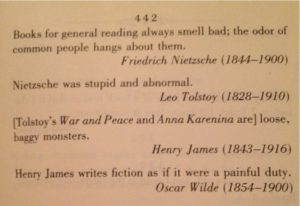 442
Books for general reading always smell bad; the odor of
common people hangs about them.
Friedrich Nietzsche (1844–1900)
Nietzsche was stupid and abnormal.
Leo Tolstoy (1828–1910)
[Tolstoy's War and Peace and Anna Karenina are] loose,
baggy monsters.
Henry James (1843–1916)
Henry James writes fiction as if it were a painful duty.
Oscar Wilde (1854–1900)